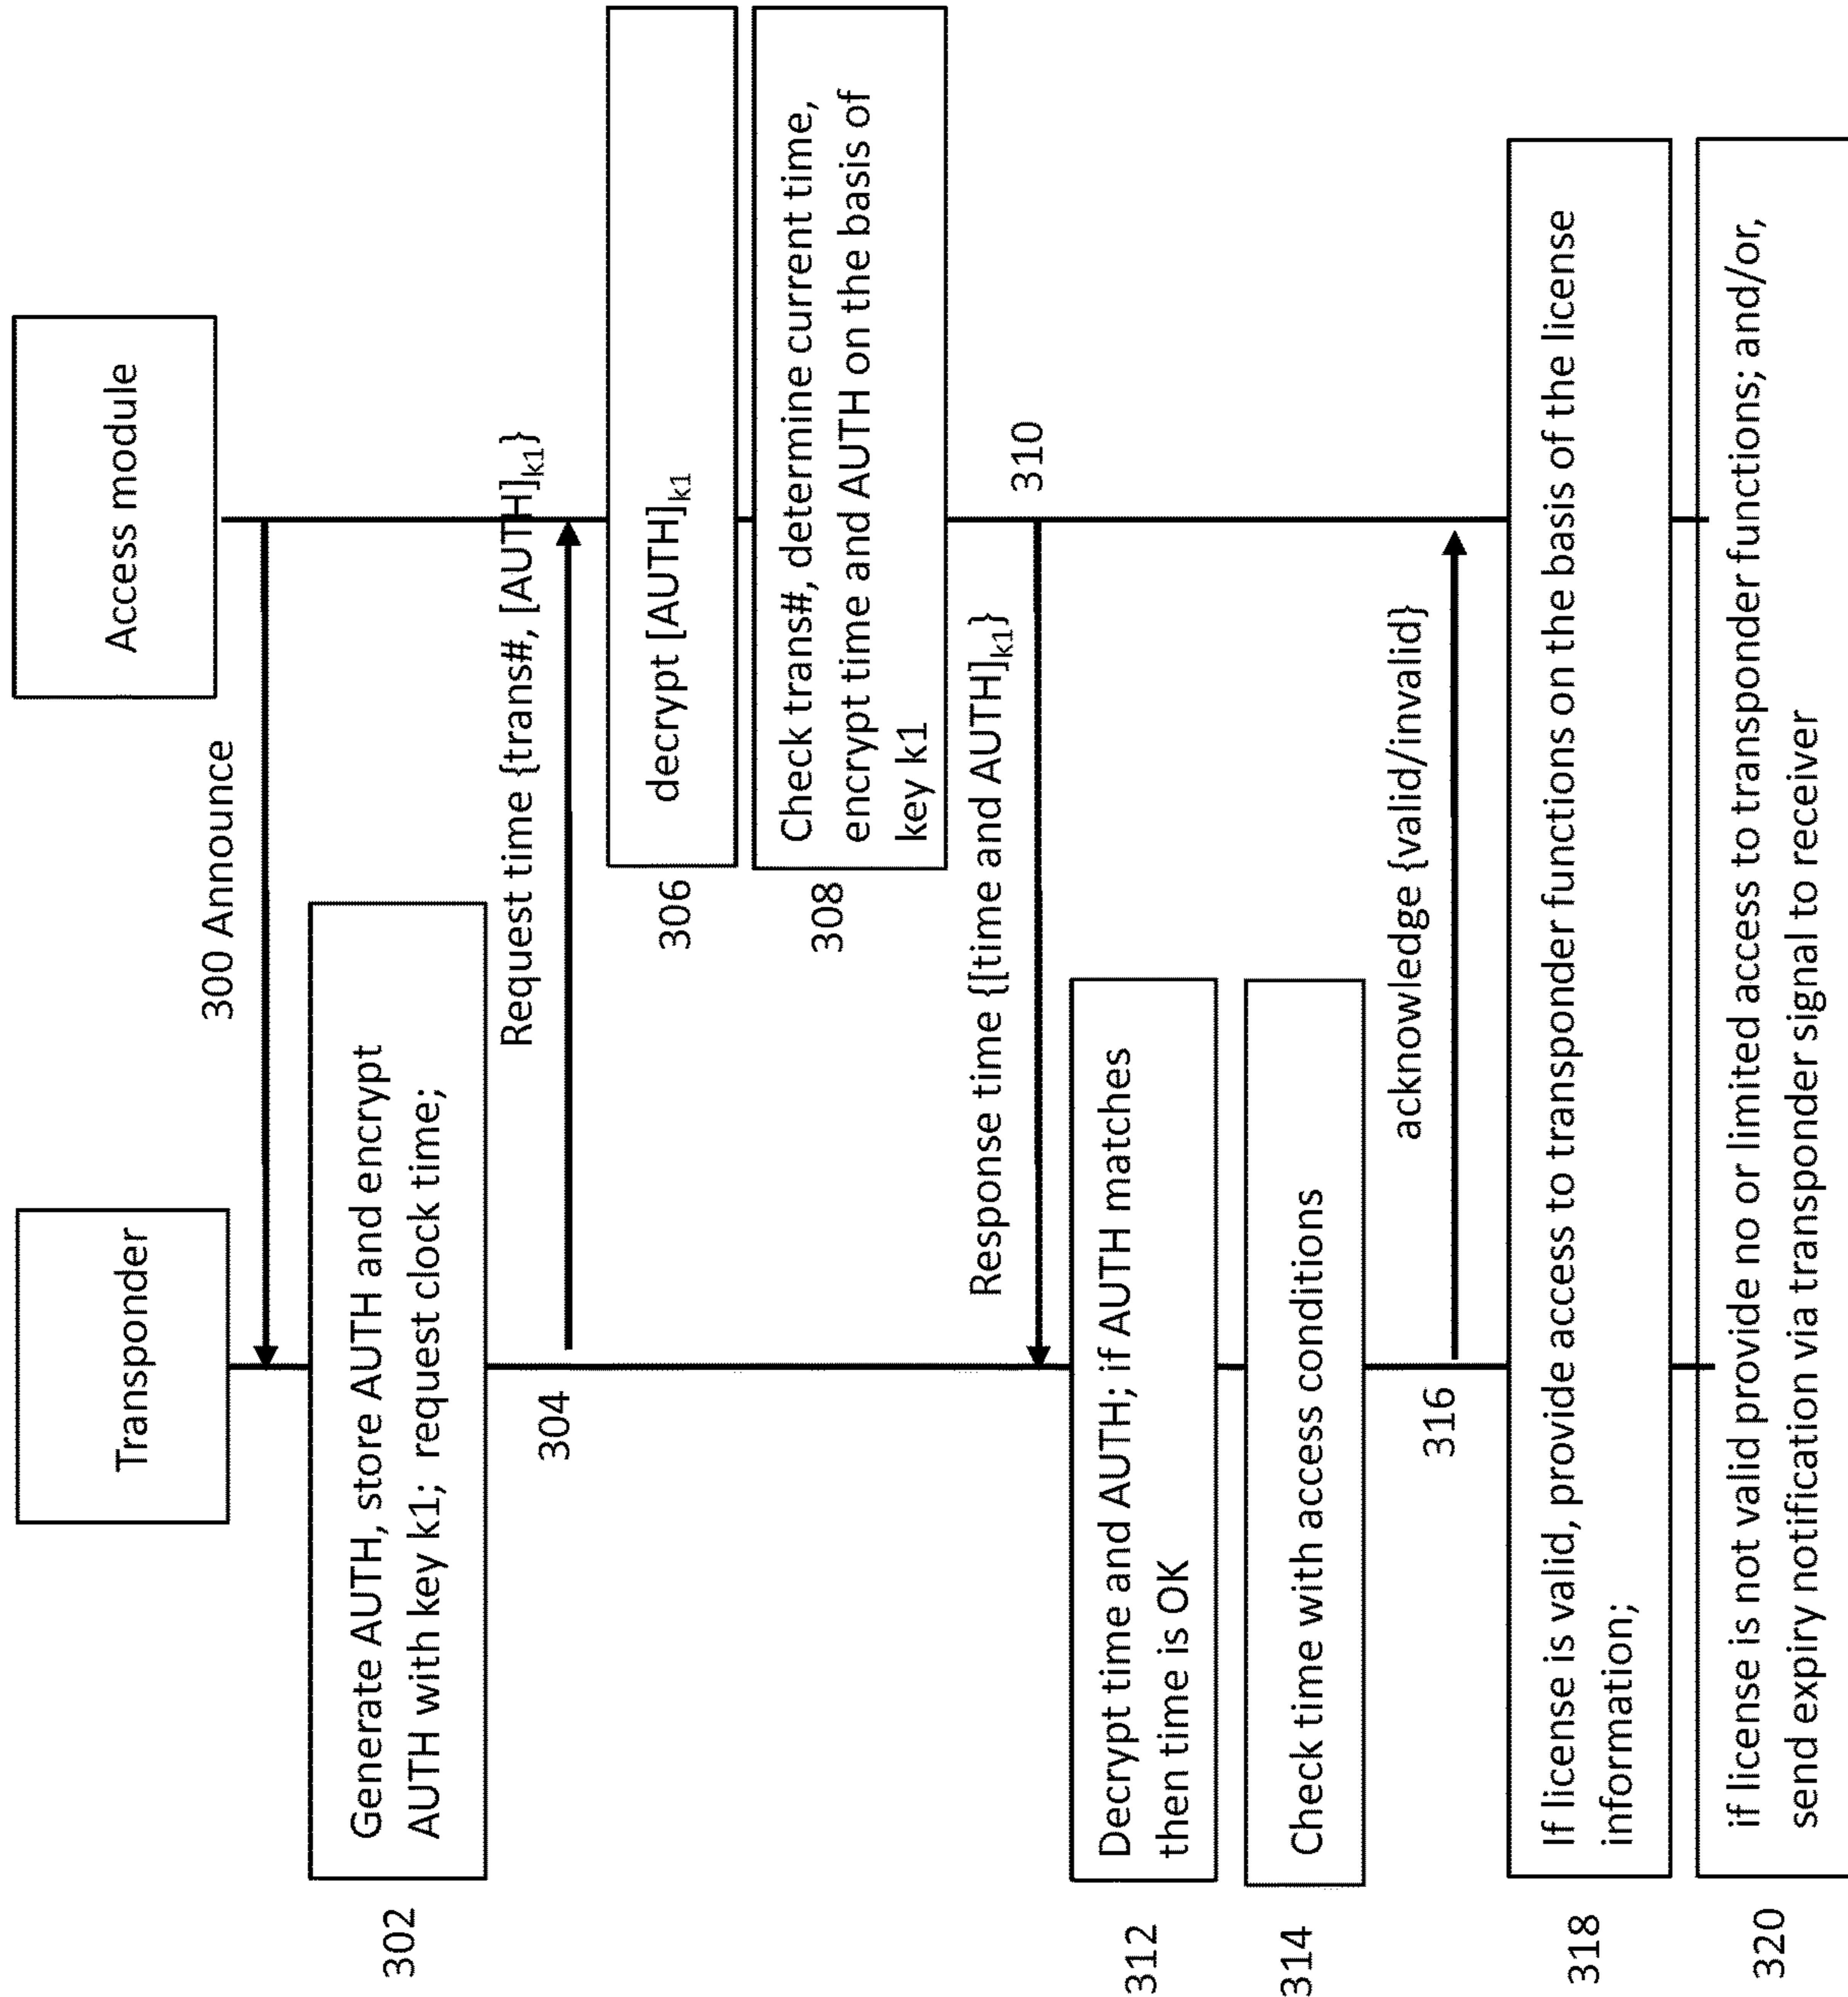 Transponder
Access module
300 Announce
302
Generate AUTH, store AUTH and encrypt
AUTH with key k1; request clock time;
Request time {trans#, [AUTH]k1}
304
306
decrypt [AUTH]k1
308
Check trans#, determine current time,
encrypt time and AUTH on the basis of
key k1
Response time {[time and AUTH]k1}
310
312
Decrypt time and AUTH; if AUTH matches
then time is OK
314
Check time with access conditions
acknowledge {valid/invalid}
316
318
If license is valid, provide access to transponder functions on the basis of the license
information;
320
if license is not valid provide no or limited access to transponder functions; and/or,
send expiry notification via transponder signal to receiver